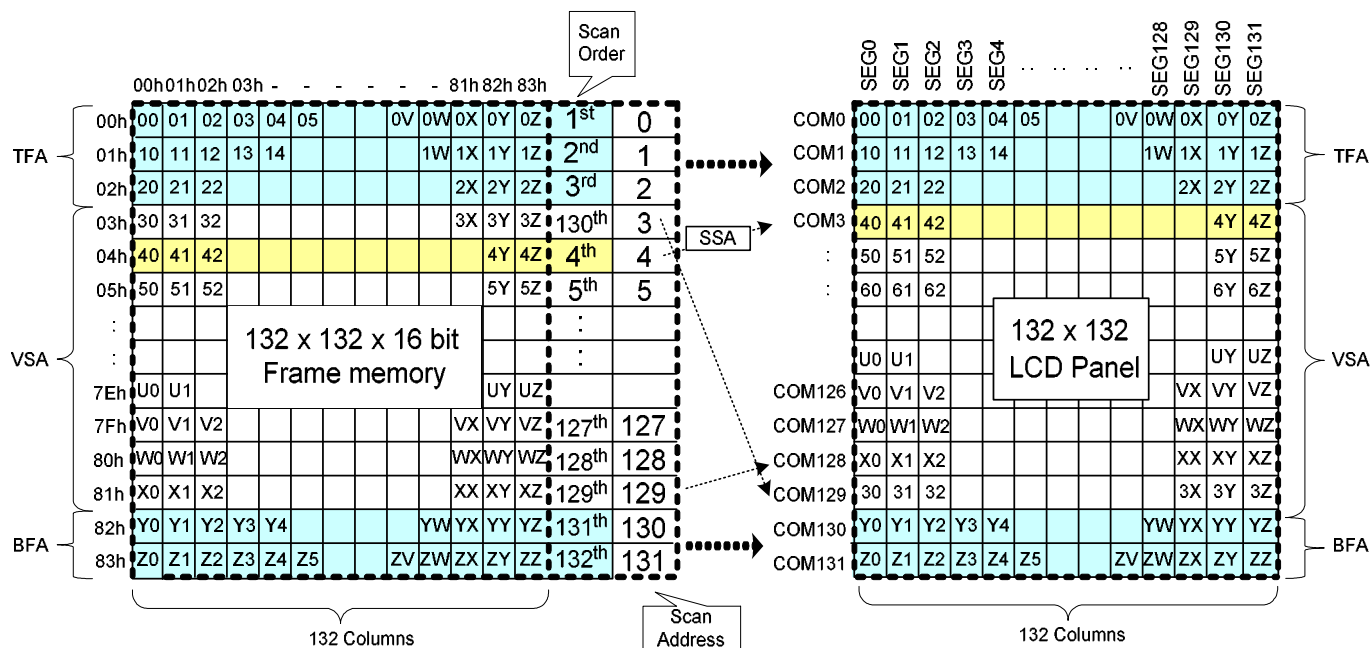 Scan Order
SEG0 SEG1 SEG2 SEG3 SEG4 .. .. .. .. SEG128 SEG129 SEG130 SEG131
00h 01h 02h 03h - - - - - - 81h 82h 83h
00h 00 01 02 03 04 05 0V 0W 0X 0Y 0Z 1st 0 COM0 00 01 02 03 04 05 0V 0W 0X 0Y 0Z
TFA 01h 10 11 12 13 14 1W 1X 1Y 1Z 2nd 1 COM1 10 11 12 13 14 1W 1X 1Y 1Z TFA
02h 20 21 22 2X 2Y 2Z 3rd 2 COM2 20 21 22 2X 2Y 2Z
03h 30 31 32 3X 3Y 3Z 130th 3 COM3 40 41 42 4Y 4Z
SSA
04h 40 41 42 4Y 4Z 4th 4 : 50 51 52 5Y 5Z
05h 50 51 52 5Y 5Z 5th 5 : 60 61 62 6Y 6Z
: :
VSA : : U0 U1 UY UZ VSA
132 x 132 x 16 bit
Frame memory
132 x 132
LCD Panel
7Eh U0 U1 UY UZ COM126 V0 V1 V2 VX VY VZ
7Fh V0 V1 V2 VX VY VZ 127th 127 COM127 W0 W1 W2 WX WY WZ
80h W0 W1 W2 WX WY WZ 128th 128 COM128 X0 X1 X2 XX XY XZ
81h X0 X1 X2 XX XY XZ 129th 129 COM129 30 31 32 3X 3Y 3Z
82h Y0 Y1 Y2 Y3 Y4 YW YX YY YZ 131th 130 COM130 Y0 Y1 Y2 Y3 Y4 YW YX YY YZ
BFA 83h Z0 Z1 Z2 Z3 Z4 Z5 ZV ZW ZX ZY ZZ 132th 131 COM131 Z0 Z1 Z2 Z3 Z4 Z5 ZV ZW ZX ZY ZZ BFA
132 Columns
Scan Address
132 Columns